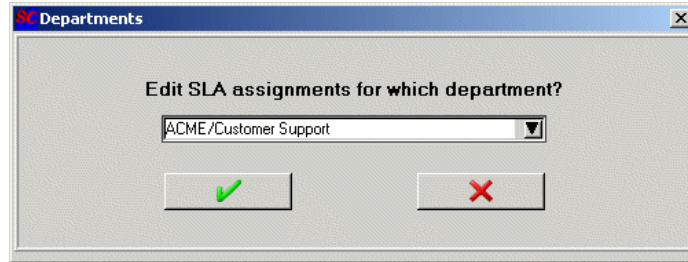 SC Departments
Edit SLA assignments for which department?
ACME/Customer Support